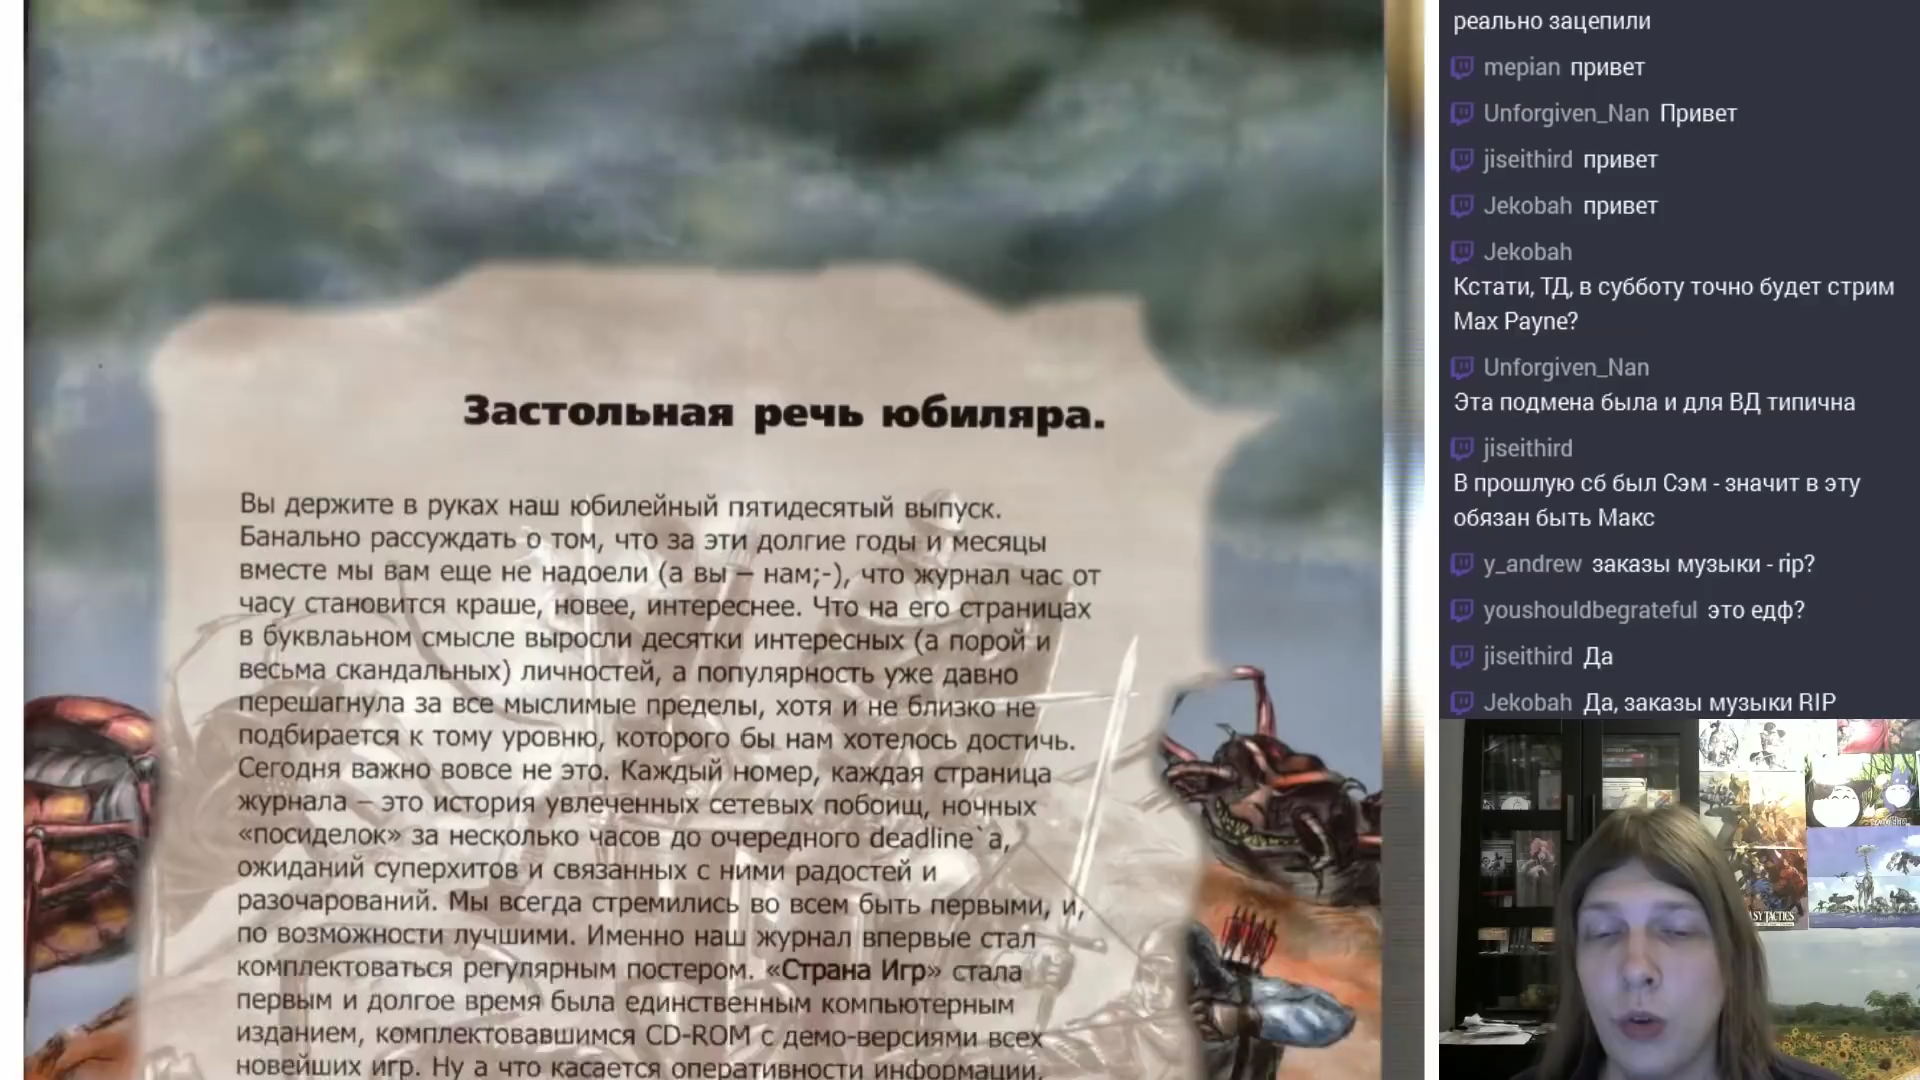 Застольная речь юбиляра.
Вы держите в руках наш юбилейный пятидесятый выпуск.
Банально рассуждать о том, что за эти долгие годы и месяцы
вместе мы вам еще не надоели (а вы – нам;-), что журнал час от
часу становится краше, новее, интереснее. Что на его страницах
в буквлаьном смысле выросли десятки интересных (а порой и
весьма скандальных) личностей, а популярность уже давно
перешагнула за все мыслимые пределы, хотя и не близко не
подбирается к тому уровню, которого бы нам хотелось достичь.
Сегодня важно вовсе не это. Каждый номер, каждая страница
журнала – это история увлеченных сетевых побоищ, ночных
«посиделок» за несколько часов до очередного deadline`а,
ожиданий суперхитов и связанных с ними радостей и
разочарований. Мы всегда стремились во всем быть первыми, и,
по возможности лучшими. Именно наш журнал впервые стал
комплектоваться регулярным постером. «Страна Игр» стала
первым и долгое время была единственным компьютерным
изданием, комплектовавшимся CD-ROM с демо-версиями всех
новейших игр. Ну а что касается оперативности информации,
реально зацепили
mepian привет
Unforgiven_Nan Привет
jiseithird привет
Jekobah привет
Jekobah
Кстати, ТД, в субботу точно будет стрим
Max Payne?
Unforgiven_Nan
Эта подмена была и для ВД типична
jiseithird
В прошлую сб был Сэм - значит в эту
обязан быть Макс
y_andrew заказы музыки - rip?
youshouldbegrateful это едф?
jiseithird Да
Jekobah Да, заказы музыки RIP